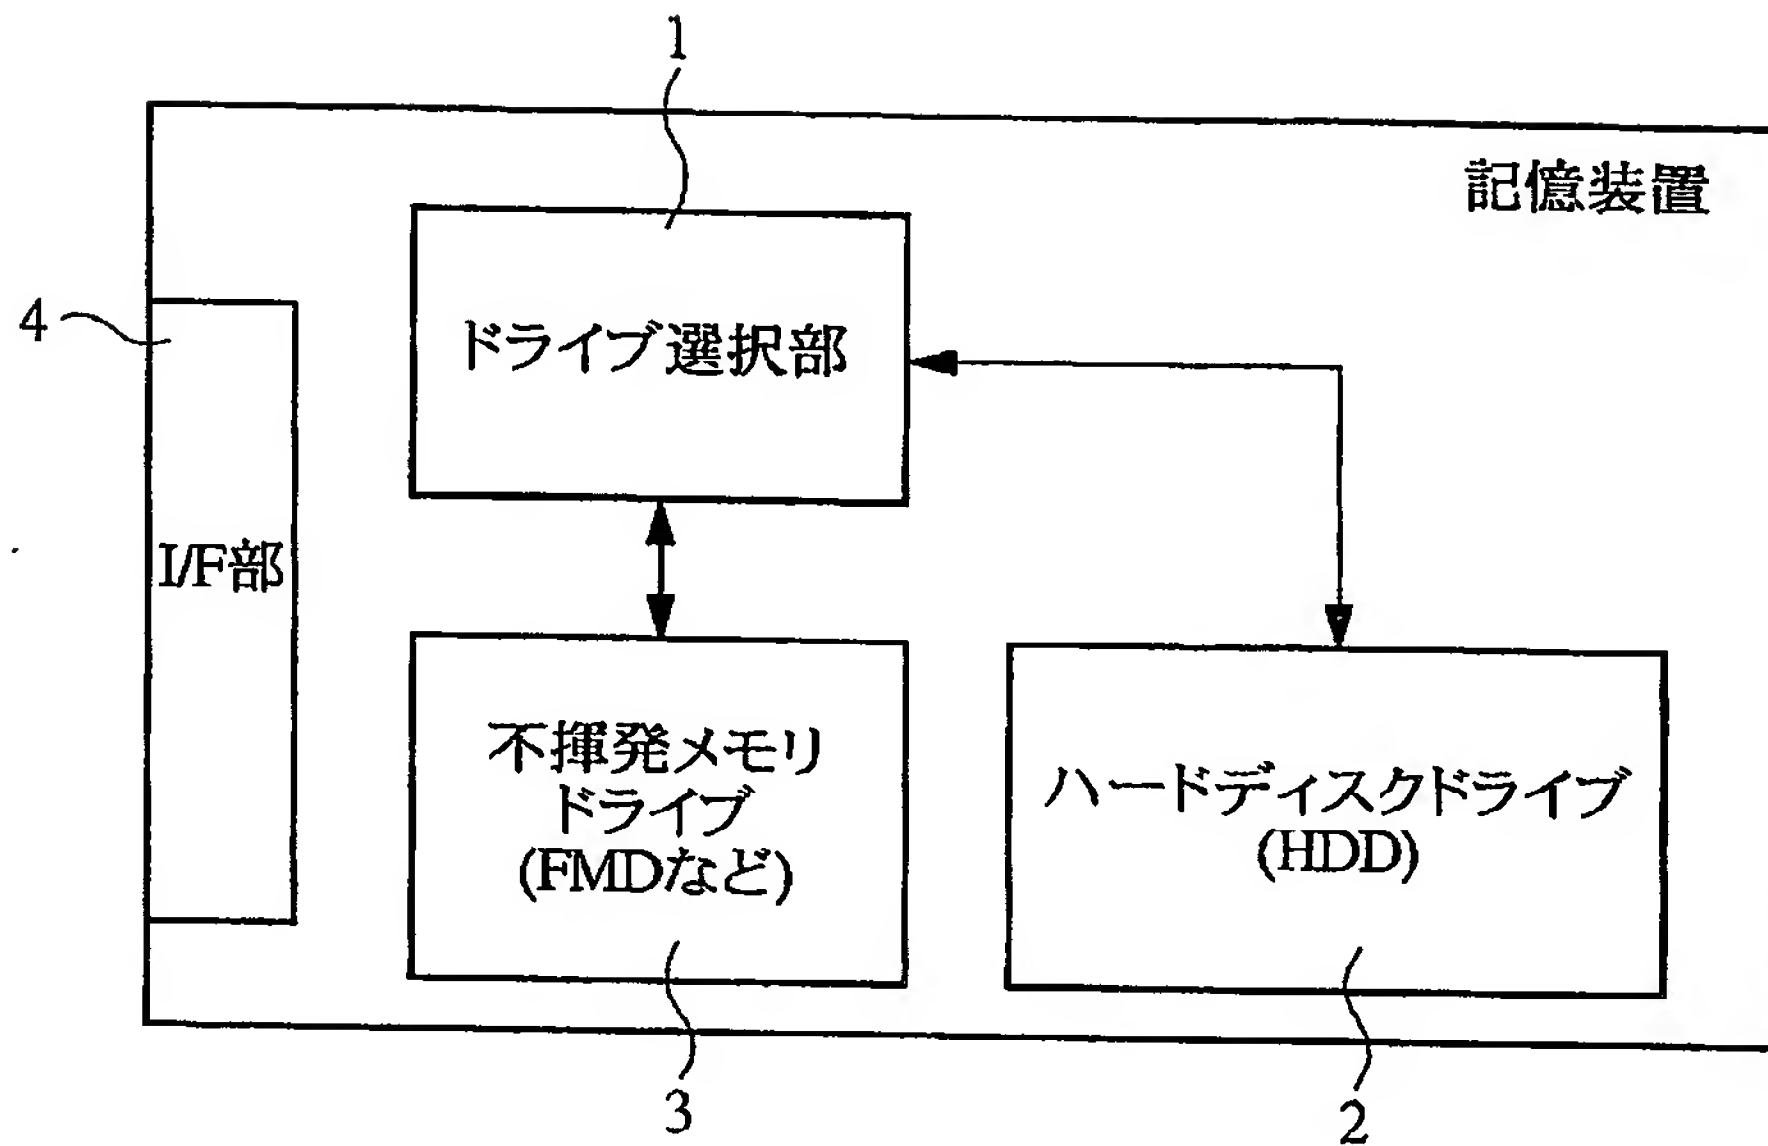 1
記憶装置
4
ドライブ選択部
I/F部
不揮発メモリ
ドライブ
(FMDなど)
ハードディスクドライブ
(HDD)
3
2